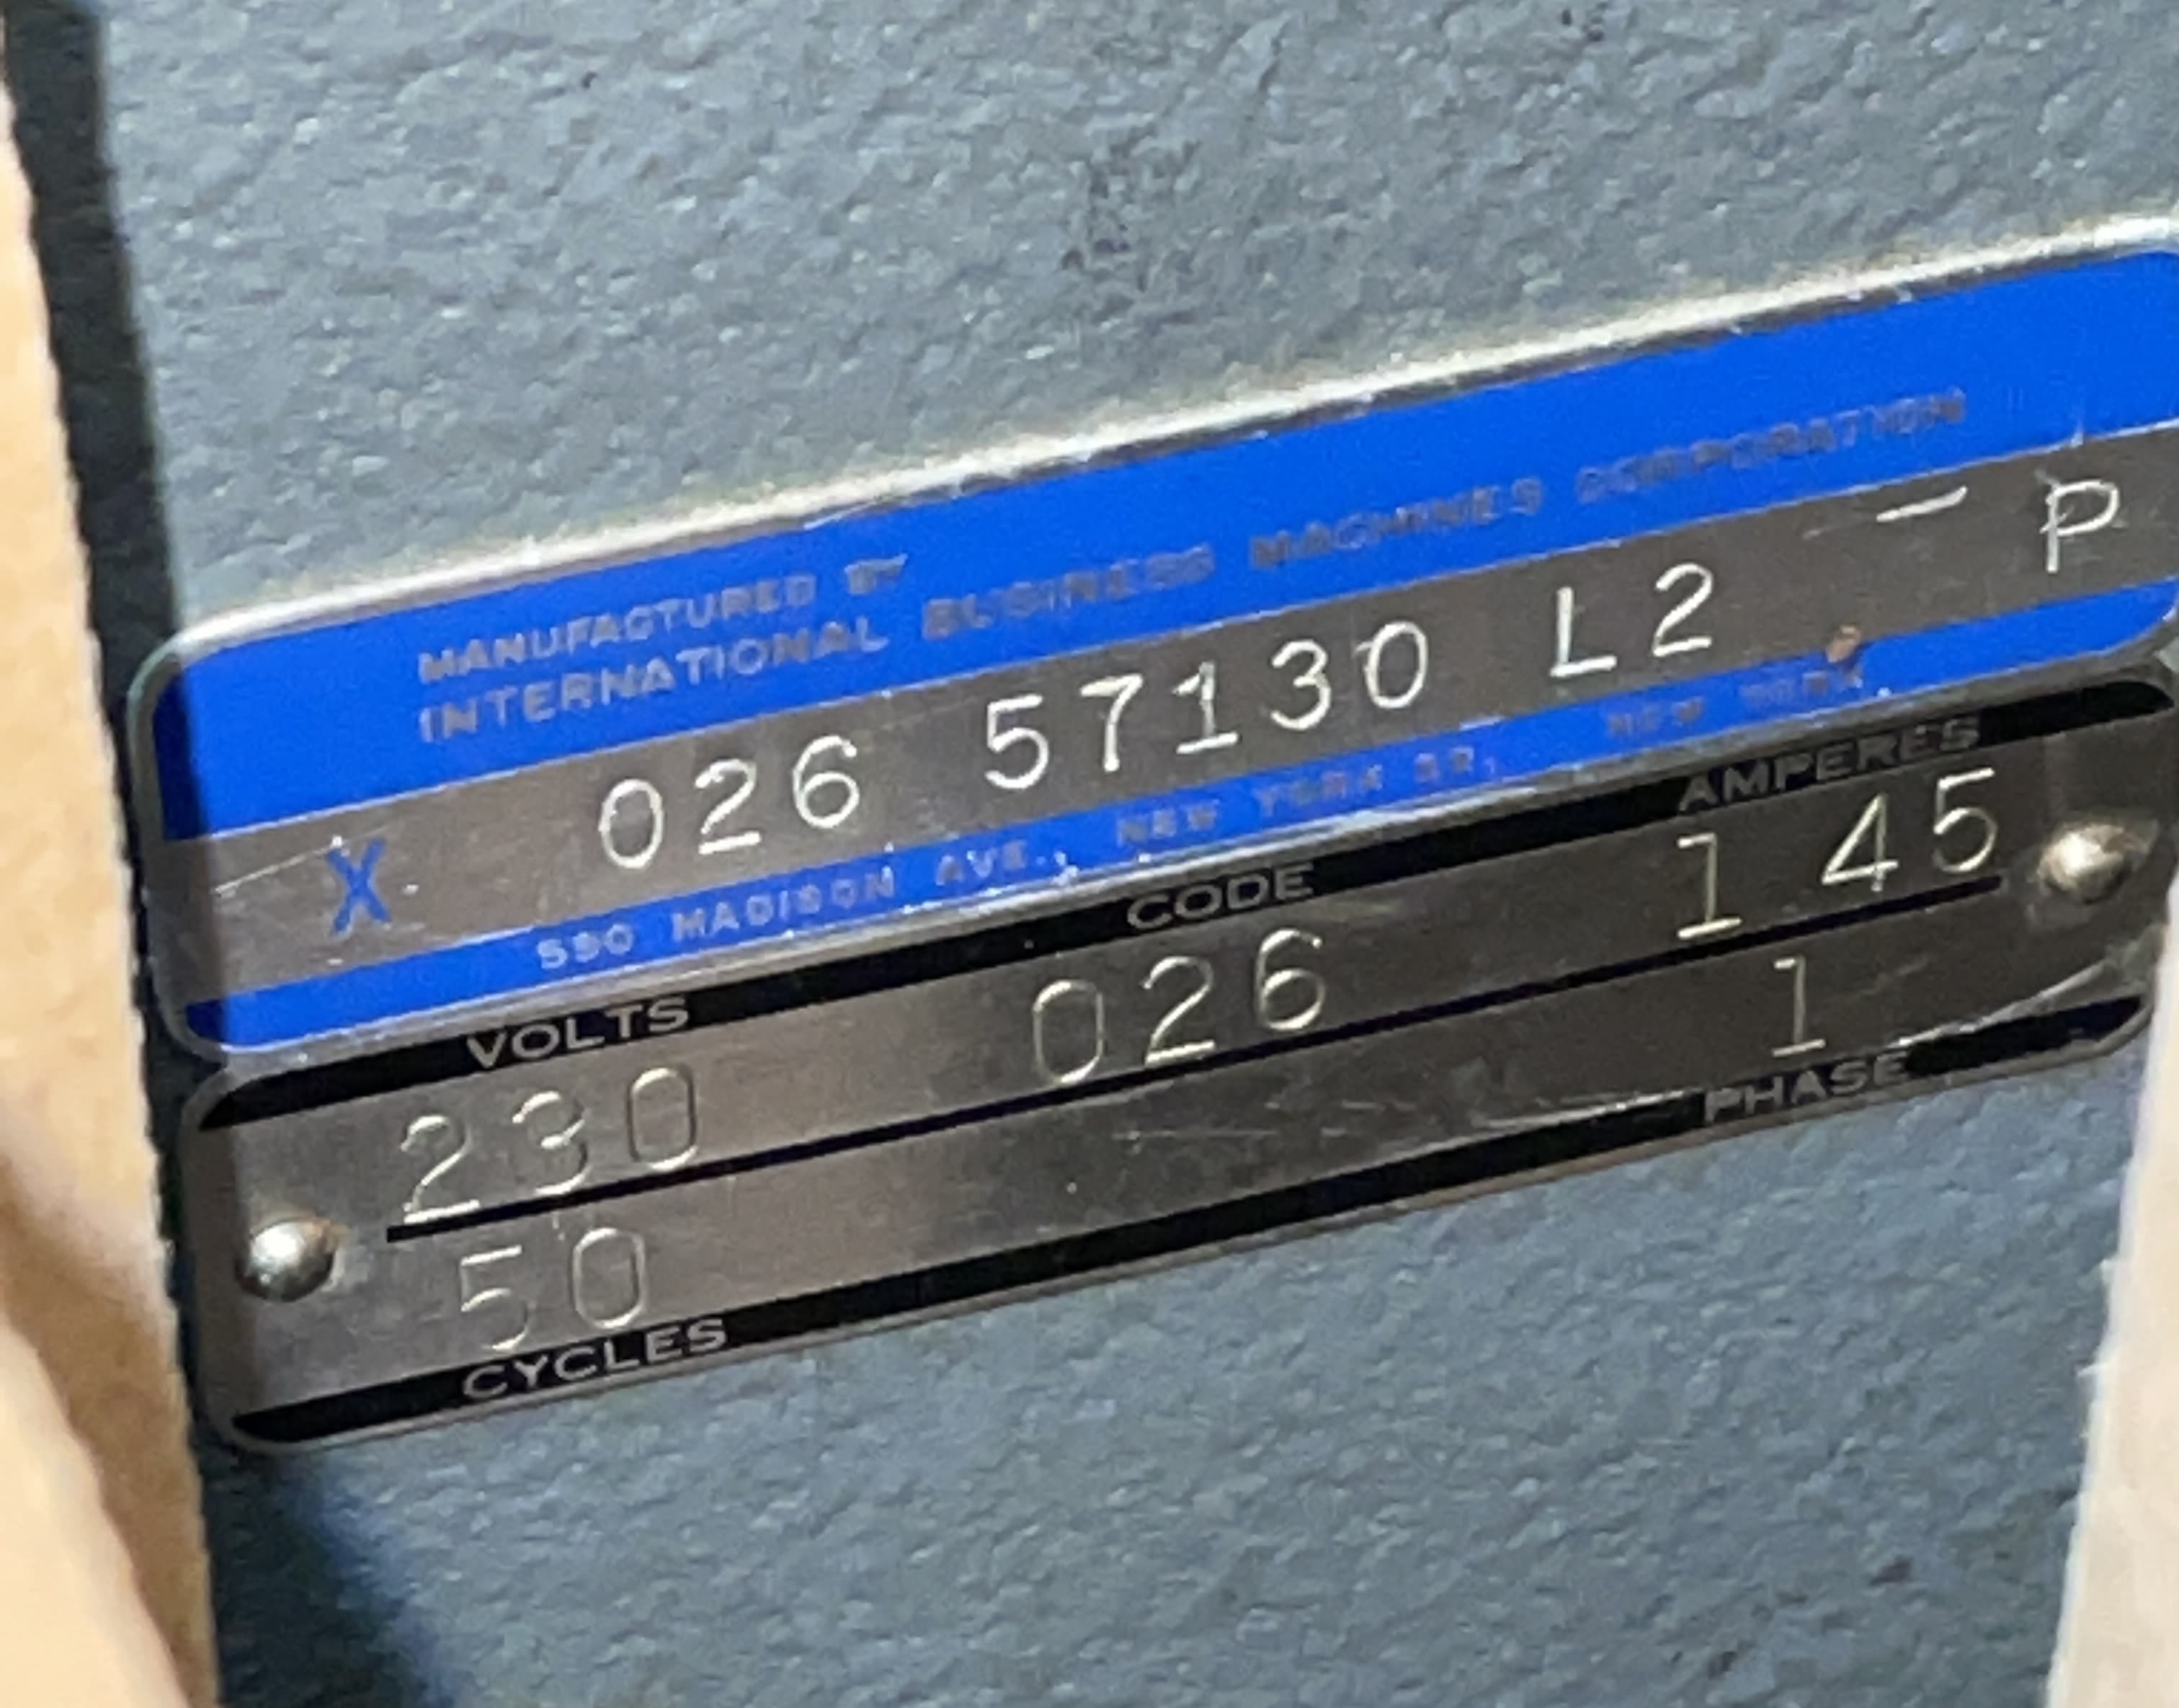 MANUFACTURED BY
INTERNATIONAL BUSINESS MACHINES CORPORATION
X 026 57130 L2 — P
590 MADISON AVE., NEW YORK 22, NEW YORK
VOLTS CODE AMPERES
230 026 1 45
50 1
CYCLES PHASE